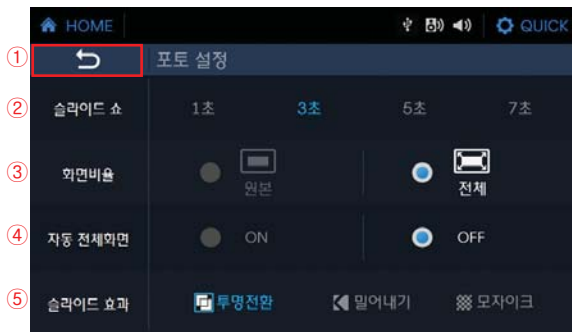 HOME QUICK
① 포토 설정
② 슬라이드 쇼 1초 3초 5초 7초
③ 화면비율 원본 전체
④ 자동 전체화면 ON OFF
⑤ 슬라이드 효과 투명전환 밀어내기 모자이크